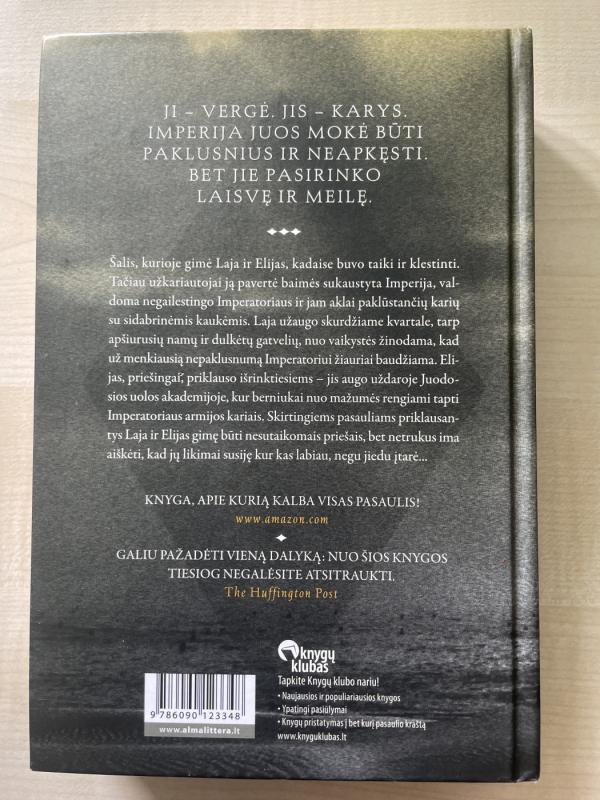 JI – VERGĖ. JIS – KARYS.
IMPERIJA JUOS MOKĖ BŪTI
PAKLUSNIUS IR NEAPKĘSTI.
BET JIE PASIRINKO
LAISVĘ IR MEILĘ.
Šalis, kurioje gimė Laja ir Elijas, kadaise buvo taiki ir klestinti.
Tačiau užkariautojai ją pavertė baimės sukaustyta Imperija, val-
doma negailestingo Imperatoriaus ir jam aklai paklūstančių karių
su sidabrinėmis kaukėmis. Laja užaugo skurdžiame kvartale, tarp
apšiurusių namų ir dulkėtų gatvelių, nuo vaikystės žinodama, kad
už menkiausią nepaklusnumą Imperatoriui žiauriai baudžiama. Eli-
jas, priešingai, priklauso išrinktiesiems – jis augo uždaroje Juodo-
sios uolos akademijoje, kur berniukai nuo mažumės rengiami tapti
Imperatoriaus armijos kariais. Skirtingiems pasauliams priklausan-
tys Laja ir Elijas gimę būti nesutaikomais priešais, bet netrukus ima
aiškėti, kad jų likimai susiję kur kas labiau, negu jiedu įtarė...
KNYGA, APIE KURIĄ KALBA VISAS PASAULIS!
www.amazon.com
GALIU PAŽADĖTI VIENĄ DALYKĄ: NUO ŠIOS KNYGOS
TIESIOG NEGALĖSITE ATSITRAUKTI.
The Huffington Post
knygų
klubas
Tapkite Knygų klubo nariu!
• Naujausios ir populiariausios knygos
• Ypatingi pasiūlymai
• Knygų pristatymas į bet kurį pasaulio kraštą
www.knyguklubas.lt
9 786090 123348
www.almalittera.lt